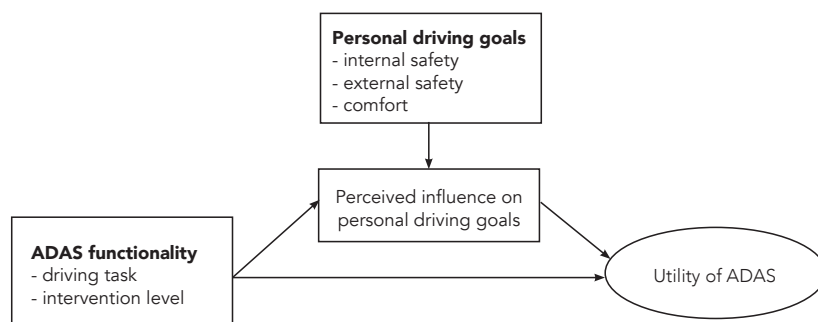 Personal driving goals
- internal safety
- external safety
- comfort
Perceived influence on
personal driving goals
ADAS functionality
- driving task
- intervention level
Utility of ADAS